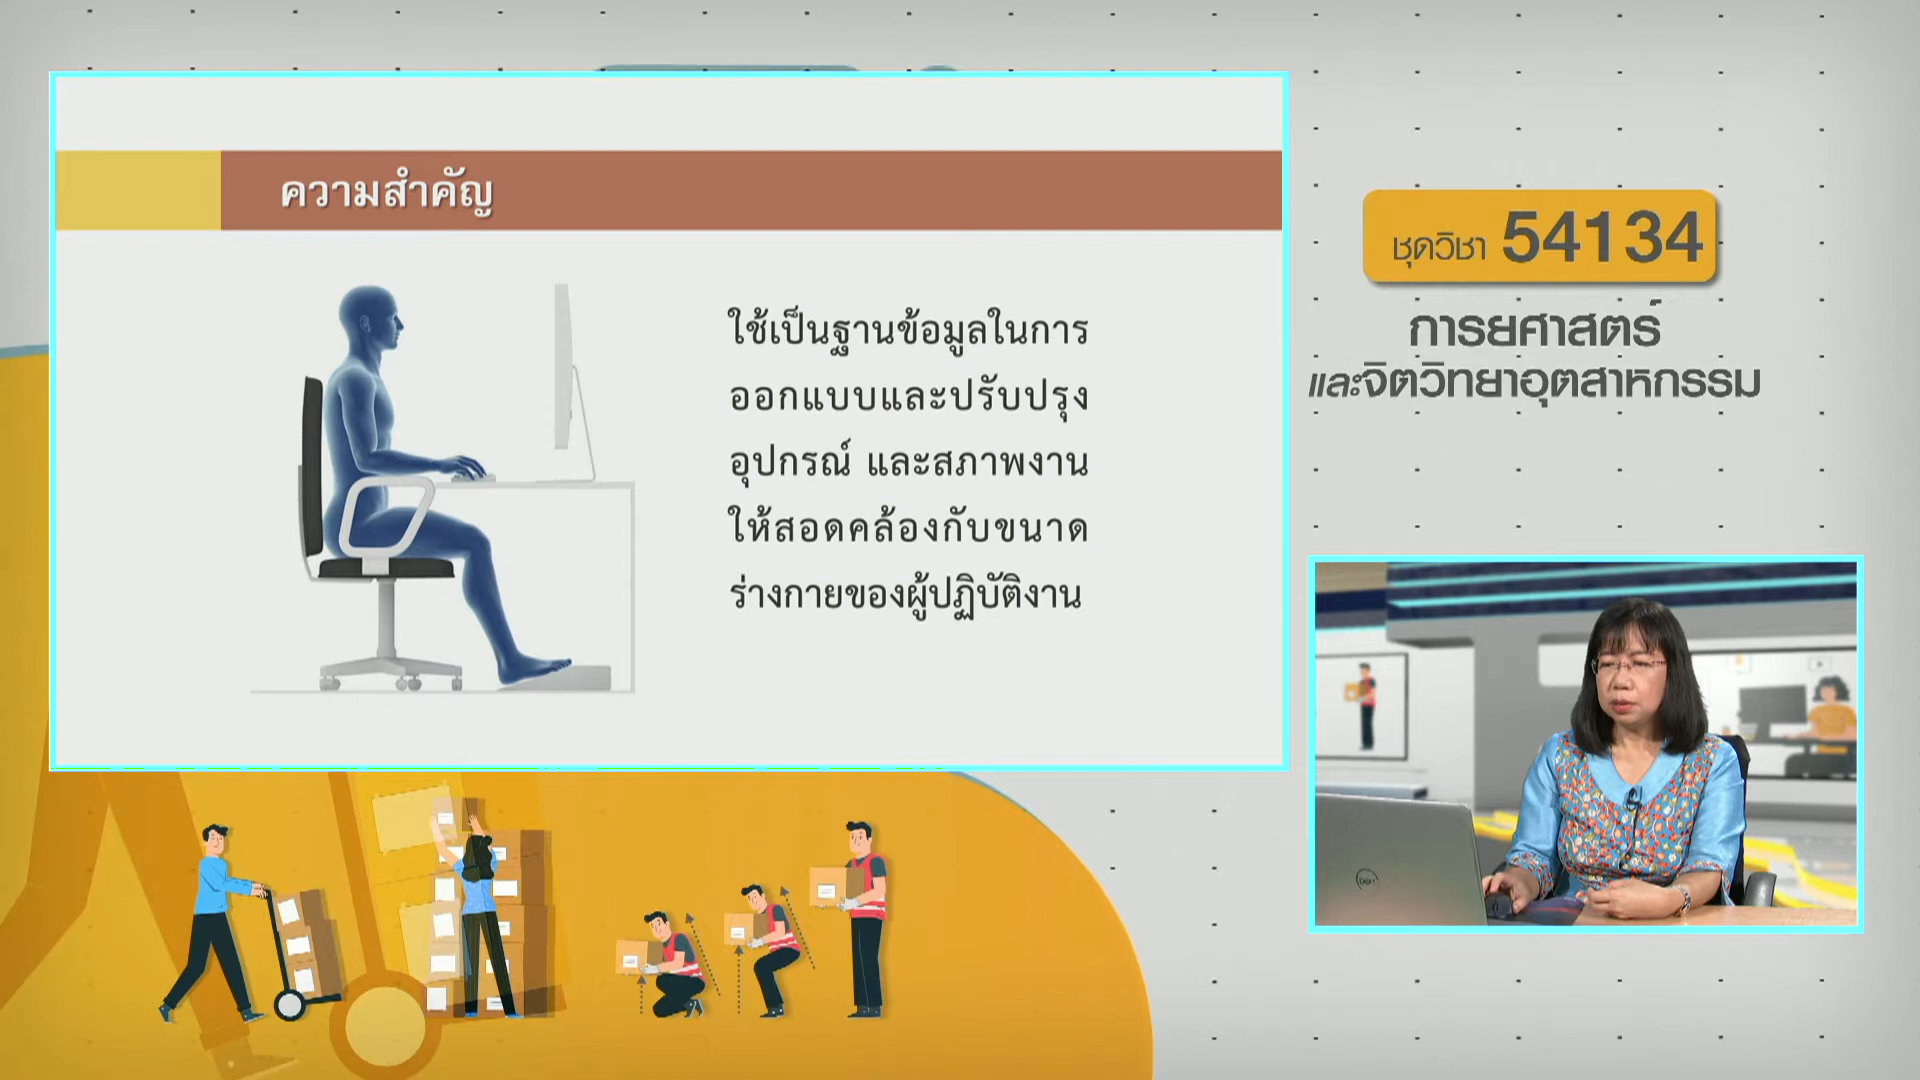 ความสำคัญ
ใช้เป็นฐานข้อมูลในการ
ออกแบบและปรับปรุง
อุปกรณ์ และสภาพงาน
ให้สอดคล้องกับขนาด
ร่างกายของผู้ปฏิบัติงาน
ชุดวิชา 54134
การยศาสตร์
และจิตวิทยาอุตสาหกรรม
DELL